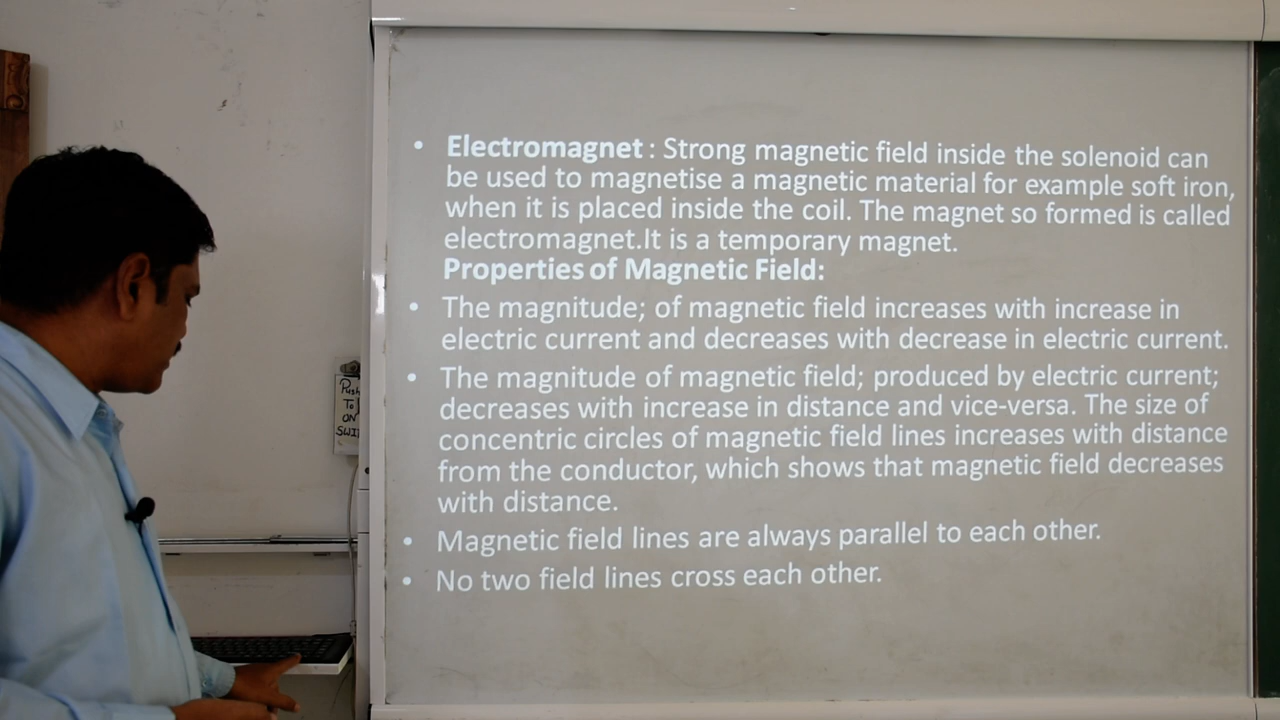 • Electromagnet : Strong magnetic field inside the solenoid can
be used to magnetise a magnetic material for example soft iron,
when it is placed inside the coil. The magnet so formed is called
electromagnet.It is a temporary magnet.
Properties of Magnetic Field:
• The magnitude; of magnetic field increases with increase in
electric current and decreases with decrease in electric current.
• The magnitude of magnetic field; produced by electric current;
decreases with increase in distance and vice-versa. The size of
concentric circles of magnetic field lines increases with distance
from the conductor, which shows that magnetic field decreases
with distance.
• Magnetic field lines are always parallel to each other.
• No two field lines cross each other.
Push
To
ON